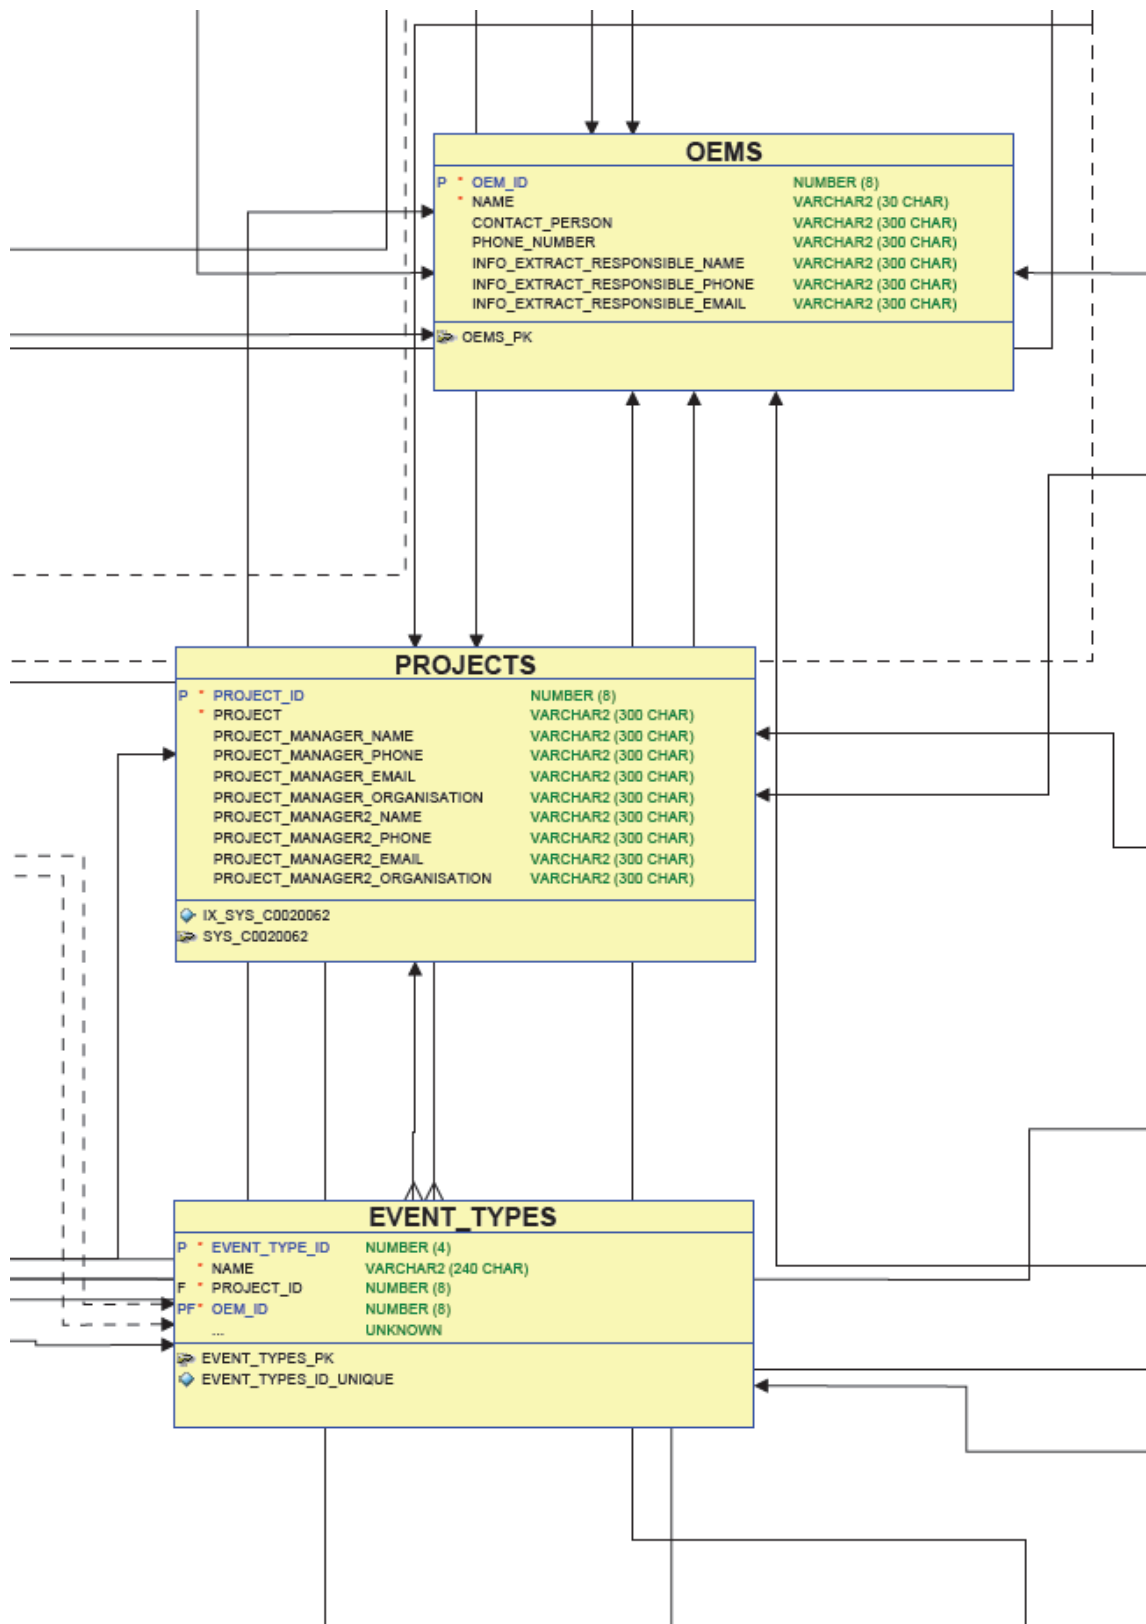 OEMS
P * OEM_ID NUMBER (8)
* NAME VARCHAR2 (30 CHAR)
CONTACT_PERSON VARCHAR2 (300 CHAR)
PHONE_NUMBER VARCHAR2 (300 CHAR)
INFO_EXTRACT_RESPONSIBLE_NAME VARCHAR2 (300 CHAR)
INFO_EXTRACT_RESPONSIBLE_PHONE VARCHAR2 (300 CHAR)
INFO_EXTRACT_RESPONSIBLE_EMAIL VARCHAR2 (300 CHAR)
OEMS_PK
PROJECTS
P * PROJECT_ID NUMBER (8)
* PROJECT VARCHAR2 (300 CHAR)
PROJECT_MANAGER_NAME VARCHAR2 (300 CHAR)
PROJECT_MANAGER_PHONE VARCHAR2 (300 CHAR)
PROJECT_MANAGER_EMAIL VARCHAR2 (300 CHAR)
PROJECT_MANAGER_ORGANISATION VARCHAR2 (300 CHAR)
PROJECT_MANAGER2_NAME VARCHAR2 (300 CHAR)
PROJECT_MANAGER2_PHONE VARCHAR2 (300 CHAR)
PROJECT_MANAGER2_EMAIL VARCHAR2 (300 CHAR)
PROJECT_MANAGER2_ORGANISATION VARCHAR2 (300 CHAR)
IX_SYS_C0020062
SYS_C0020062
EVENT_TYPES
P * EVENT_TYPE_ID NUMBER (4)
* NAME VARCHAR2 (240 CHAR)
F * PROJECT_ID NUMBER (8)
PF* OEM_ID NUMBER (8)
... UNKNOWN
EVENT_TYPES_PK
EVENT_TYPES_ID_UNIQUE